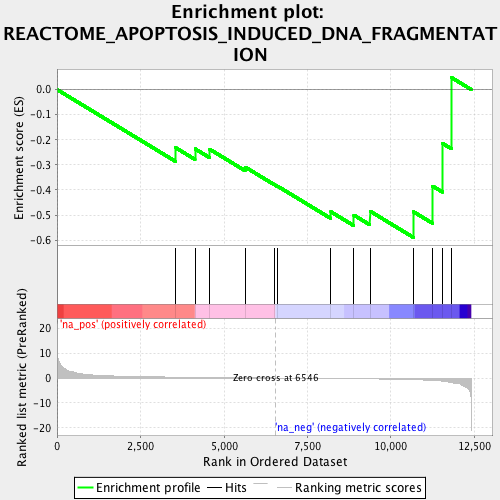 Enrichment plot:
REACTOME_APOPTOSIS_INDUCED_DNA_FRAGMENTAT
ION
Enrichment score (ES)
0.0
-0.1
-0.2
-0.3
-0.4
-0.5
-0.6
'na_pos' (positively correlated)
Ranked list metric (PreRanked)
20
10
0
-10
-20
Zero cross at 6546
'na_neg' (negatively correlated)
0
2,500
5,000
7,500
10,000
12,500
Rank in Ordered Dataset
Enrichment profile
Hits
Ranking metric scores